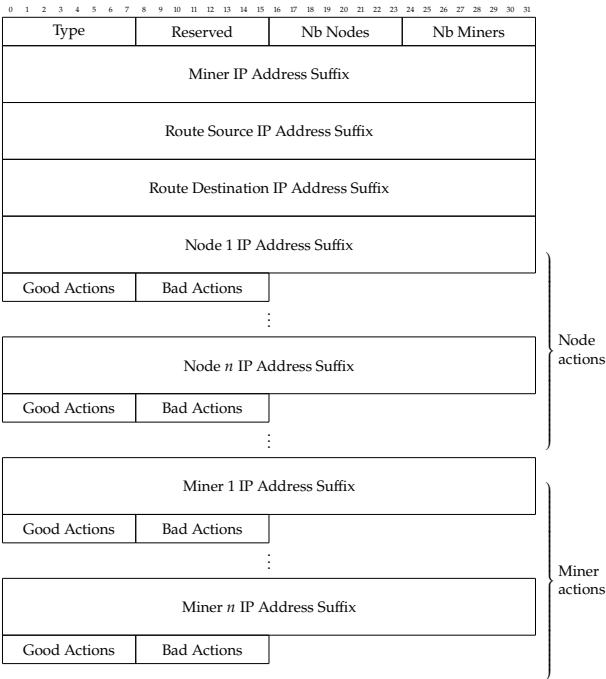 0 1 2 3 4 5 6 7 8 9 10 11 12 13 14 15 16 17 18 19 20 21 22 23 24 25 26 27 28 29 30 31
Type Reserved Nb Nodes Nb Miners
Miner IP Address Suffix
Route Source IP Address Suffix
Route Destination IP Address Suffix
Node 1 IP Address Suffix
Good Actions Bad Actions
⋮
Node
actions
Node n IP Address Suffix
Good Actions Bad Actions
⋮
Miner 1 IP Address Suffix
Good Actions Bad Actions
⋮
Miner
actions
Miner n IP Address Suffix
Good Actions Bad Actions